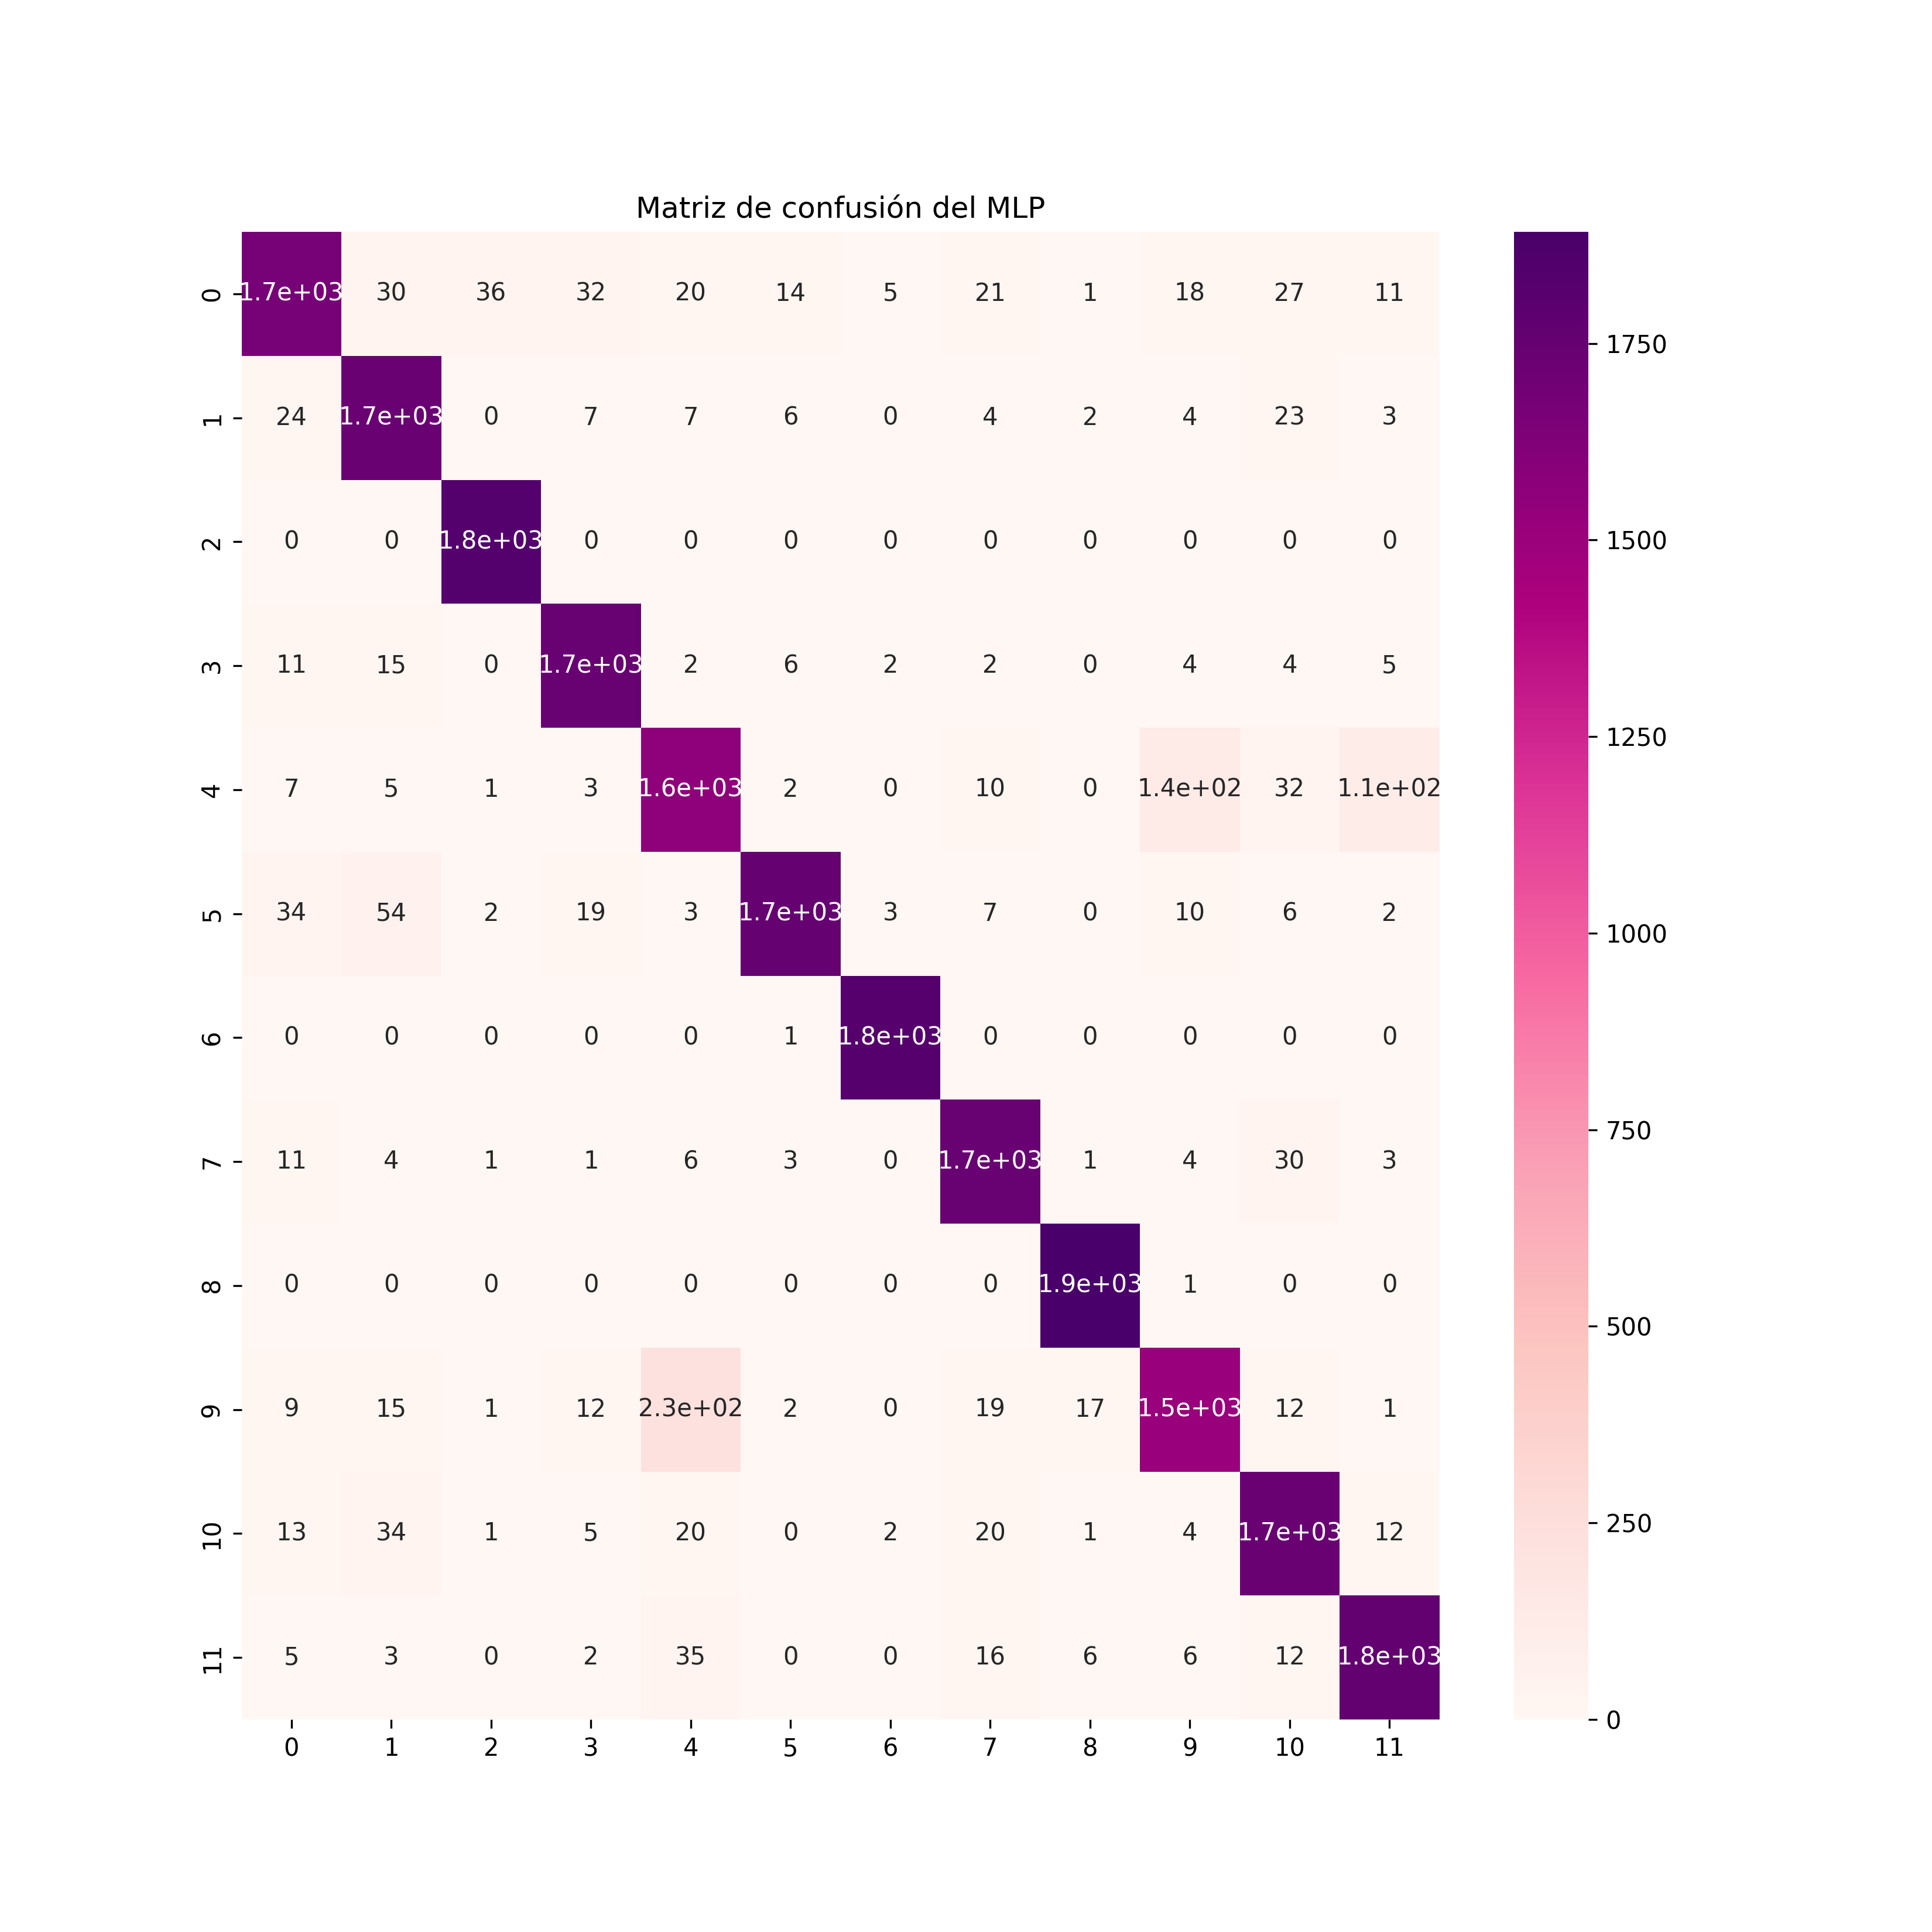 Matriz de confusión del MLP
0 1.7e+03 30 36 32 20 14 5 21 1 18 27 11
1 24 1.7e+03 0 7 7 6 0 4 2 4 23 3
2 0 0 1.8e+03 0 0 0 0 0 0 0 0 0
3 11 15 0 1.7e+03 2 6 2 2 0 4 4 5
4 7 5 1 3 1.6e+03 2 0 10 0 1.4e+02 32 1.1e+02
5 34 54 2 19 3 1.7e+03 3 7 0 10 6 2
6 0 0 0 0 0 1 1.8e+03 0 0 0 0 0
7 11 4 1 1 6 3 0 1.7e+03 1 4 30 3
8 0 0 0 0 0 0 0 0 1.9e+03 1 0 0
9 9 15 1 12 2.3e+02 2 0 19 17 1.5e+03 12 1
10 13 34 1 5 20 0 2 20 1 4 1.7e+03 12
11 5 3 0 2 35 0 0 16 6 6 12 1.8e+03
0 1 2 3 4 5 6 7 8 9 10 11
1750
1500
1250
1000
750
500
250
0